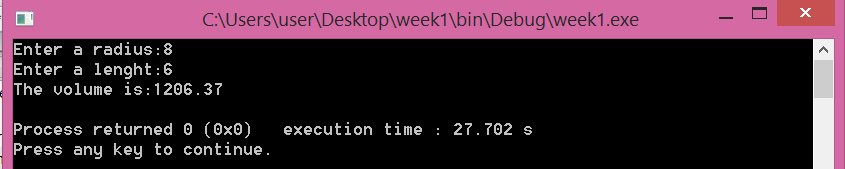 C:\Users\user\Desktop\week1\bin\Debug\week1.exe
Enter a radius:8
Enter a lenght:6
The volume is:1206.37
Process returned 0 (0x0)   execution time : 27.702 s
Press any key to continue.